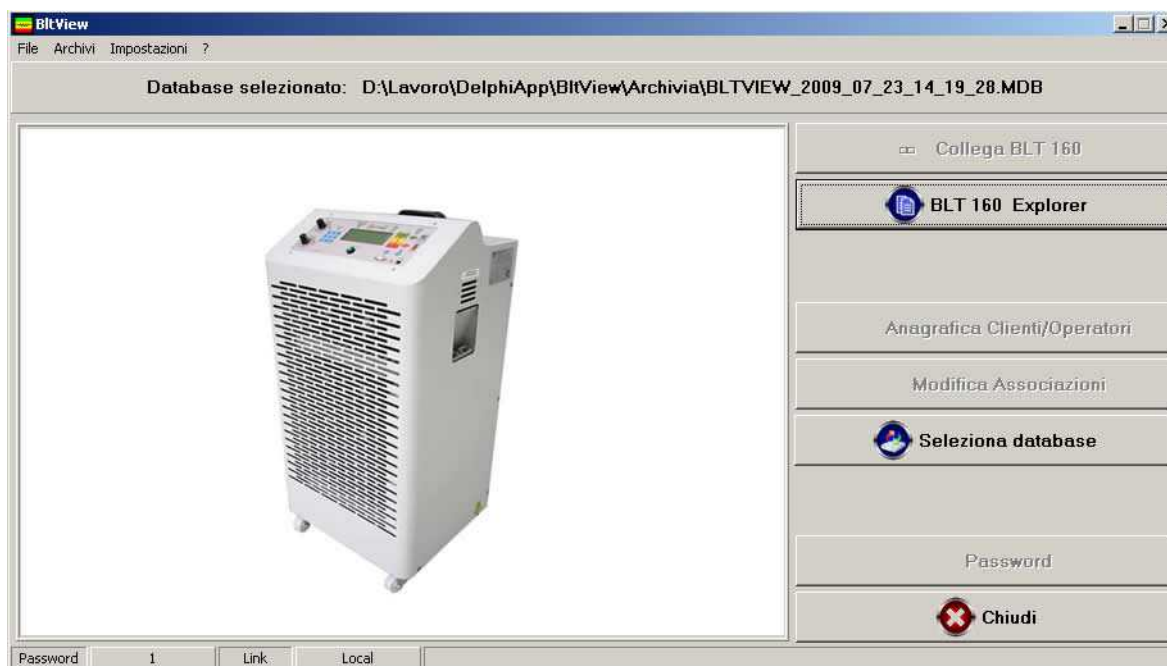 BltView
File Archivi Impostazioni ?
Database selezionato: D:\Lavoro\DelphiApp\BltView\Archivia\BLTVIEW_2009_07_23_14_19_28.MDB
Collega BLT 160
BLT 160 Explorer
Anagrafica Clienti/Operatori
Modifica Associazioni
Seleziona database
Password
Chiudi
Password 1 Link Local